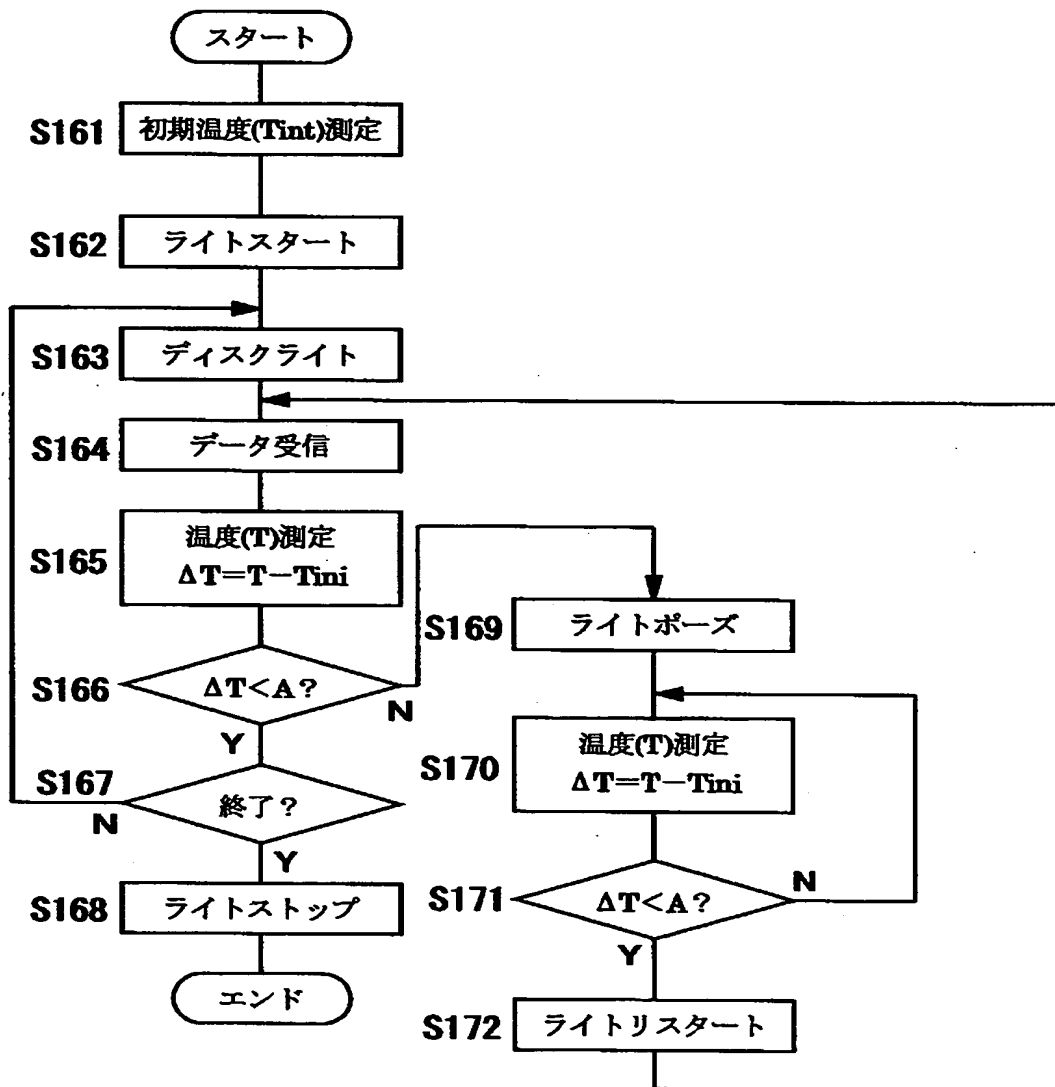 スタート
S161
初期温度(Tint)測定
S162
ライトスタート
S163
ディスクライト
S164
データ受信
S165
温度(T)測定
ΔT=T−Tini
S166
ΔT<A?
N
Y
S167
終了?
N
Y
S168
ライトストップ
エンド
S169
ライトポーズ
S170
温度(T)測定
ΔT=T−Tini
S171
ΔT<A?
N
Y
S172
ライトリスタート